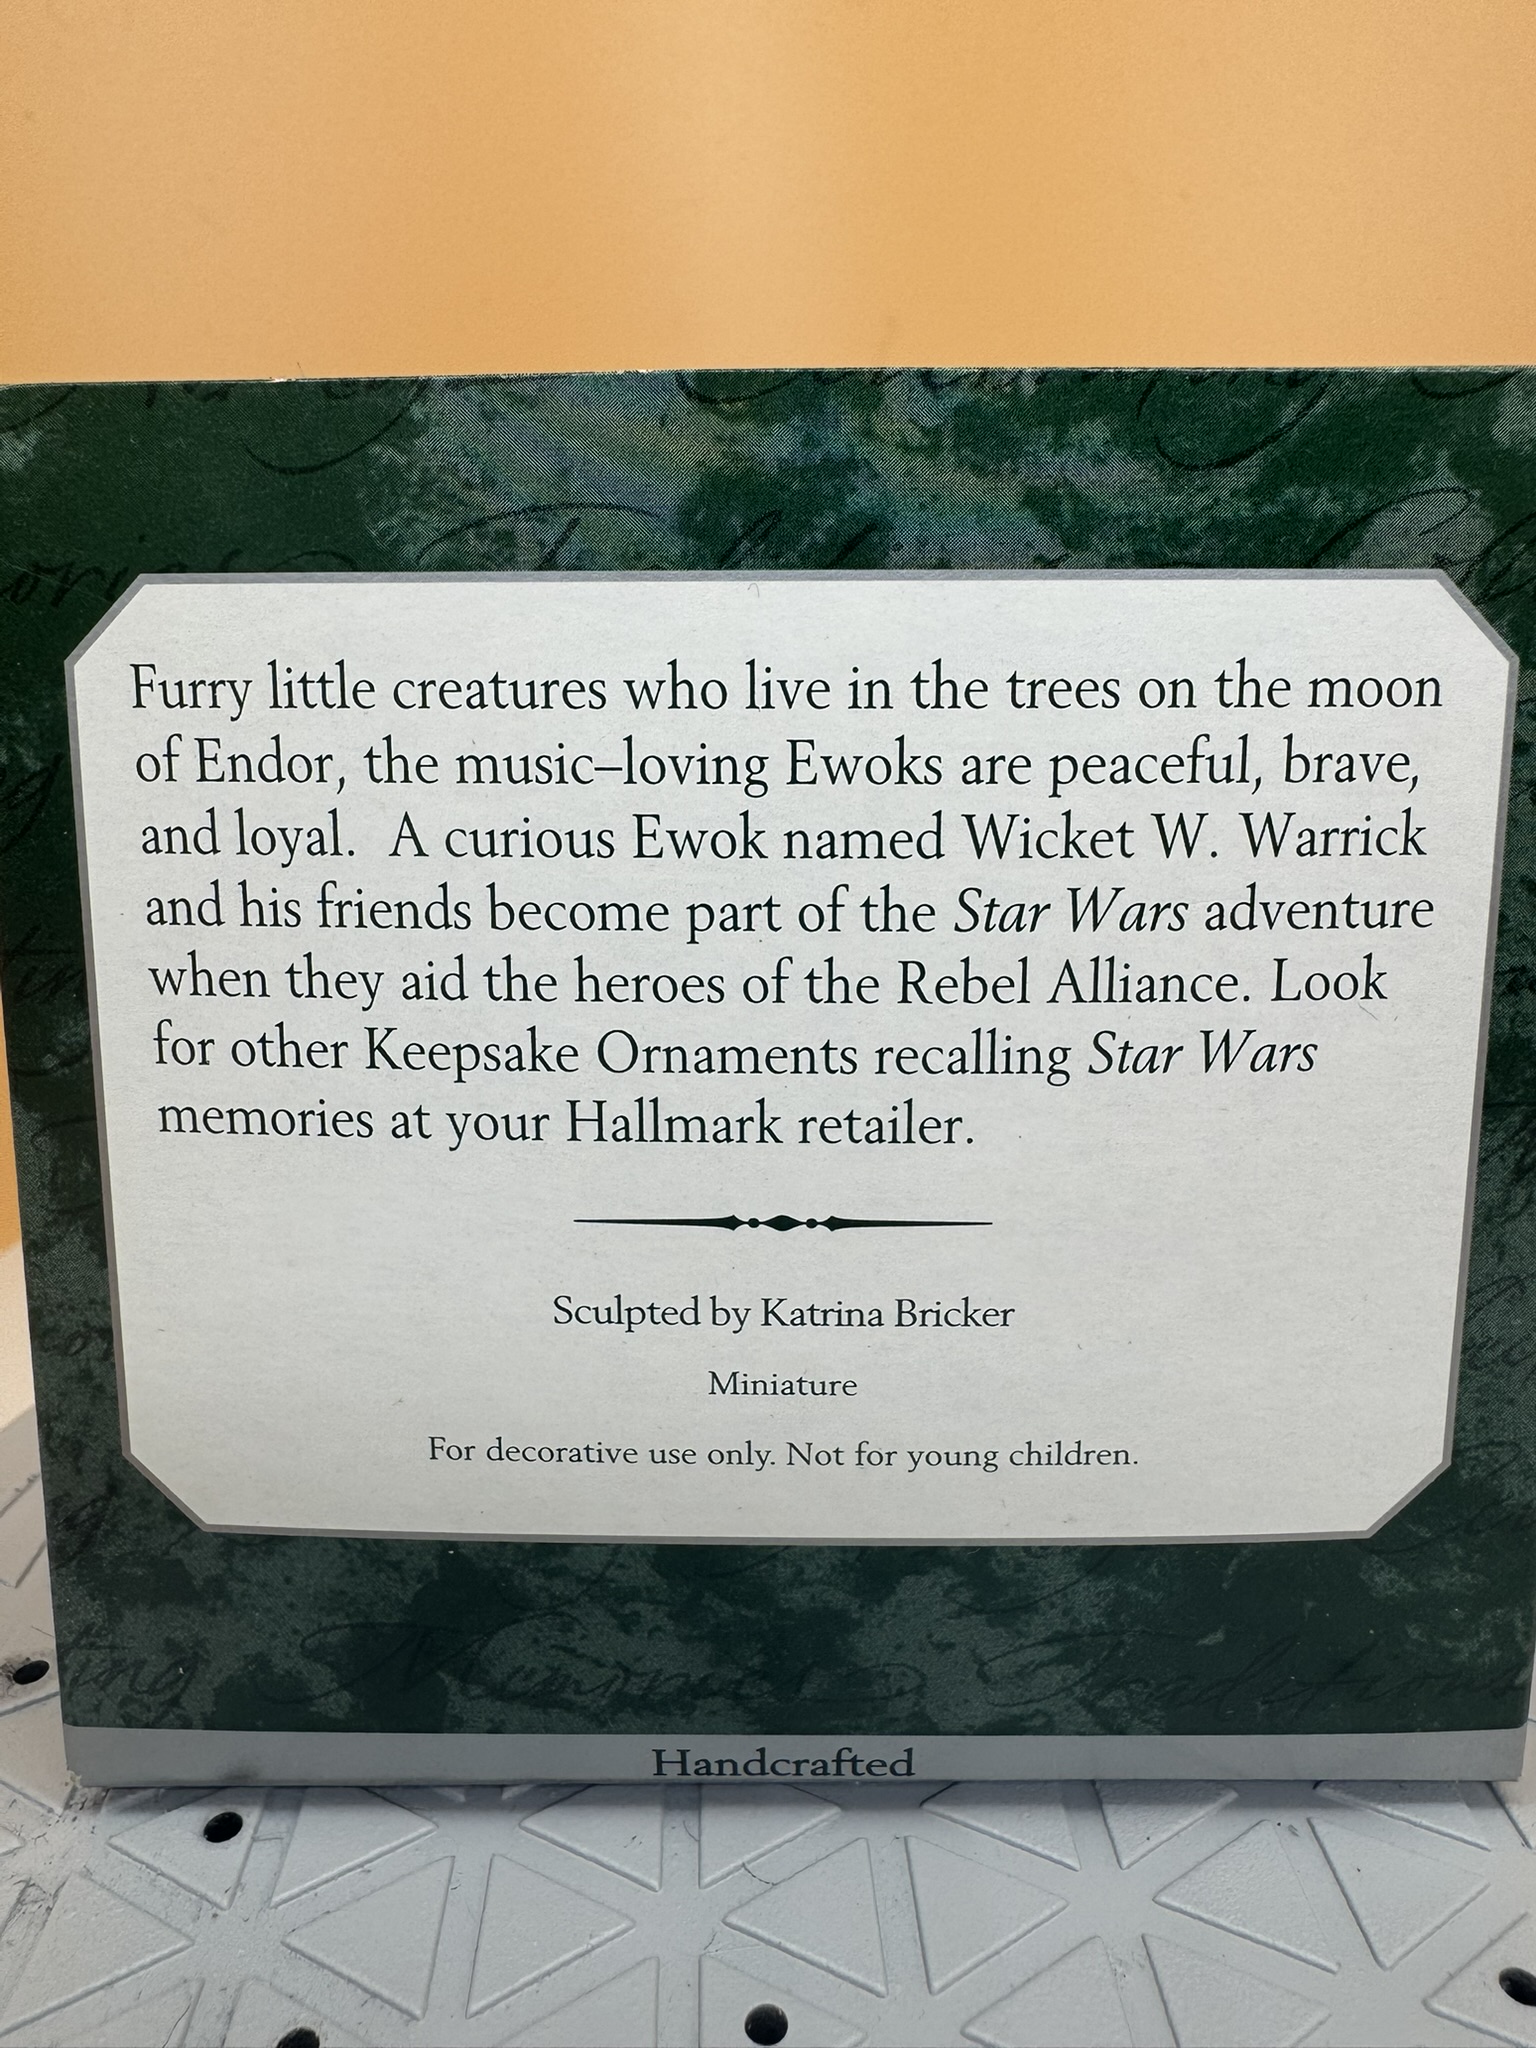 Furry little creatures who live in the trees on the moon
of Endor, the music–loving Ewoks are peaceful, brave,
and loyal.  A curious Ewok named Wicket W. Warrick
and his friends become part of the Star Wars adventure
when they aid the heroes of the Rebel Alliance. Look
for other Keepsake Ornaments recalling Star Wars
memories at your Hallmark retailer.
Sculpted by Katrina Bricker
Miniature
For decorative use only. Not for young children.
Handcrafted